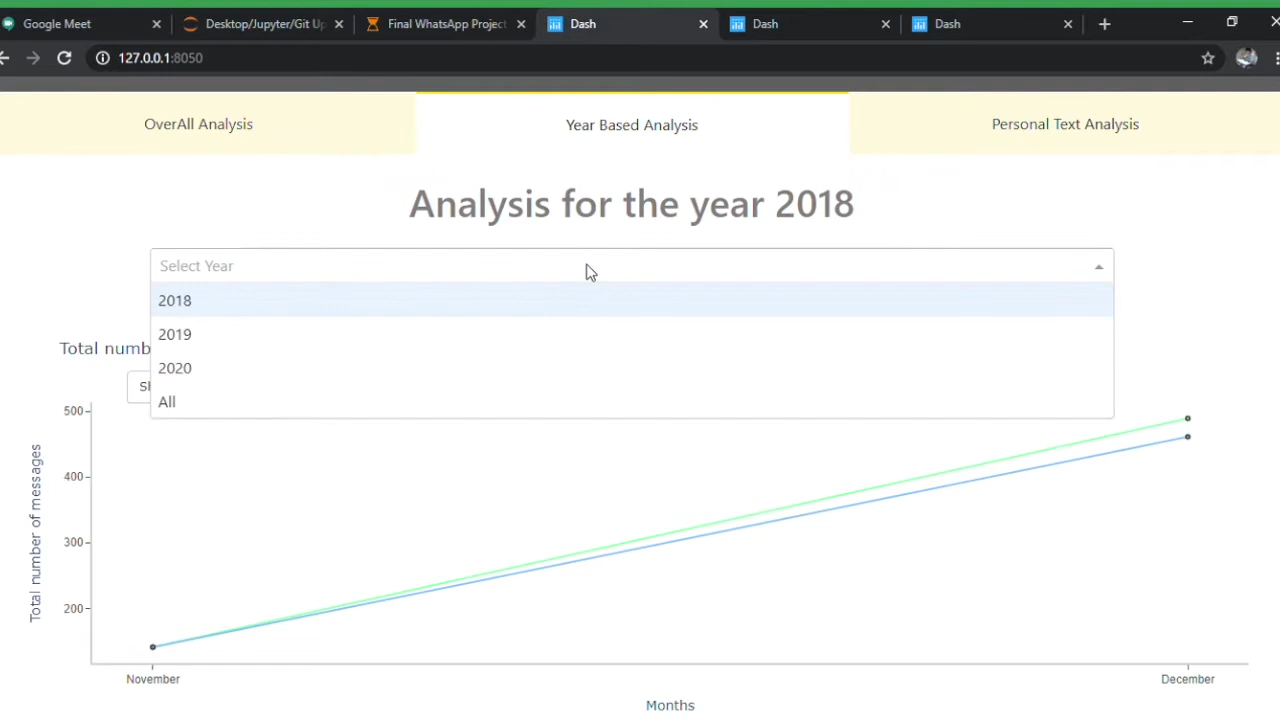 Google Meet
Desktop/Jupyter/Git Up
Final WhatsApp Project
Dash
Dash
Dash
127.0.0.1:8050
OverAll Analysis
Year Based Analysis
Personal Text Analysis
Analysis for the year 2018
Select Year
2018
2019
2020
All
Total numb
Sh
500
400
300
200
Total number of messages
November
December
Months